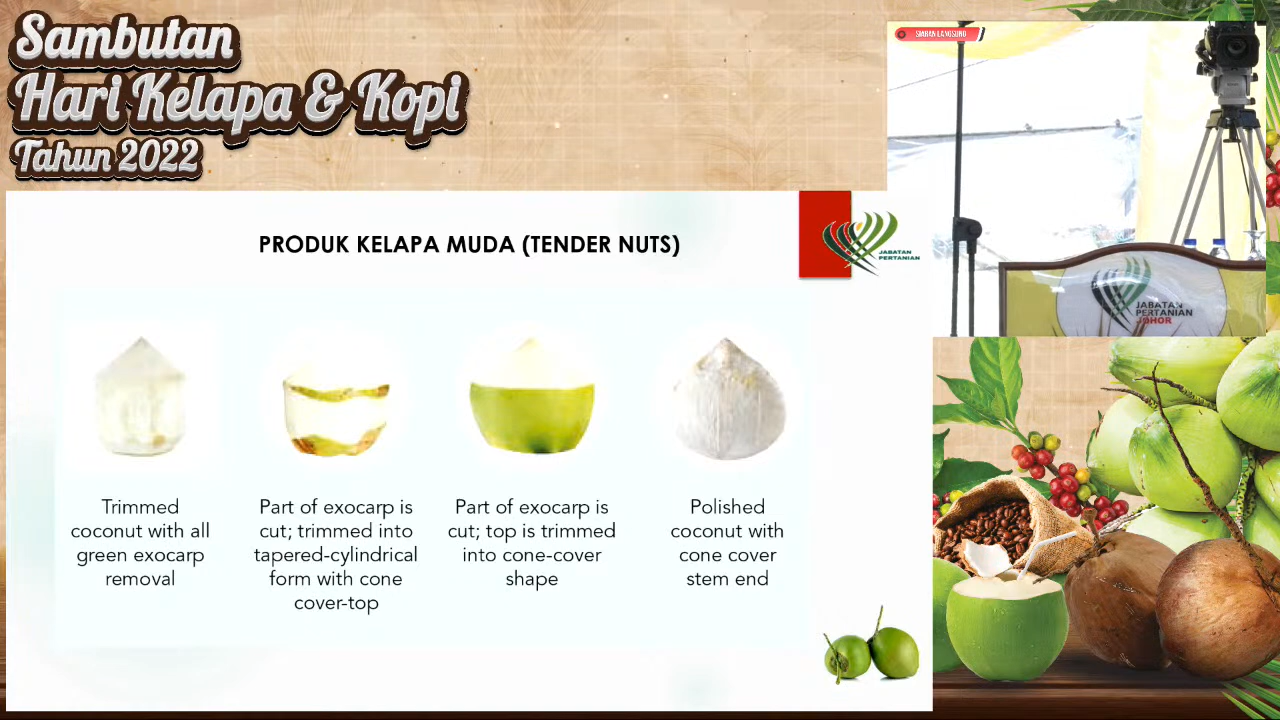 Sambutan
Hari Kelapa & Kopi
Tahun 2022
SIARAN LANGSUNG
PRODUK KELAPA MUDA (TENDER NUTS)
JABATAN
PERTANIAN
JABATAN
PERTANIAN
JOHOR
Trimmed
coconut with all
green exocarp
removal
Part of exocarp is
cut; trimmed into
tapered-cylindrical
form with cone
cover-top
Part of exocarp is
cut; top is trimmed
into cone-cover
shape
Polished
coconut with
cone cover
stem end